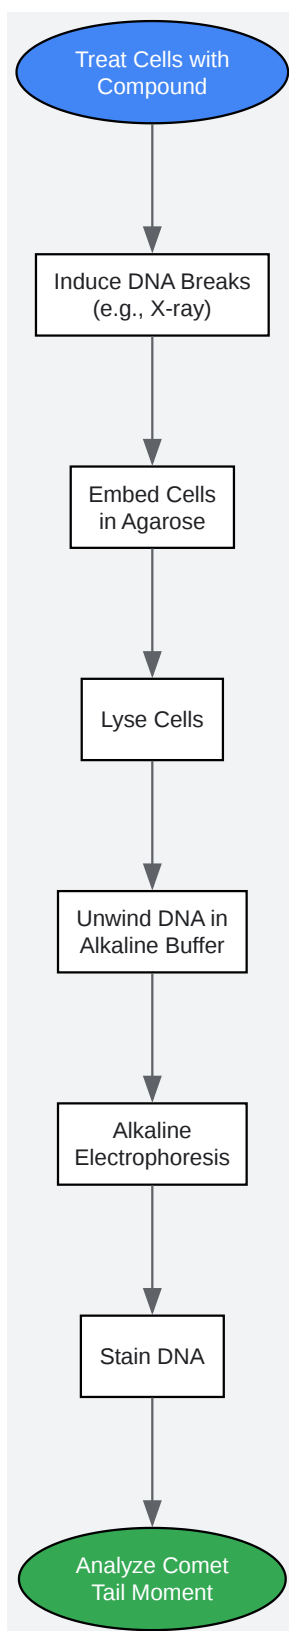 Treat Cells with
Compound
Induce DNA Breaks
(e.g., X-ray)
Embed Cells
in Agarose
Lyse Cells
Unwind DNA in
Alkaline Buffer
Alkaline
Electrophoresis
Stain DNA
Analyze Comet
Tail Moment